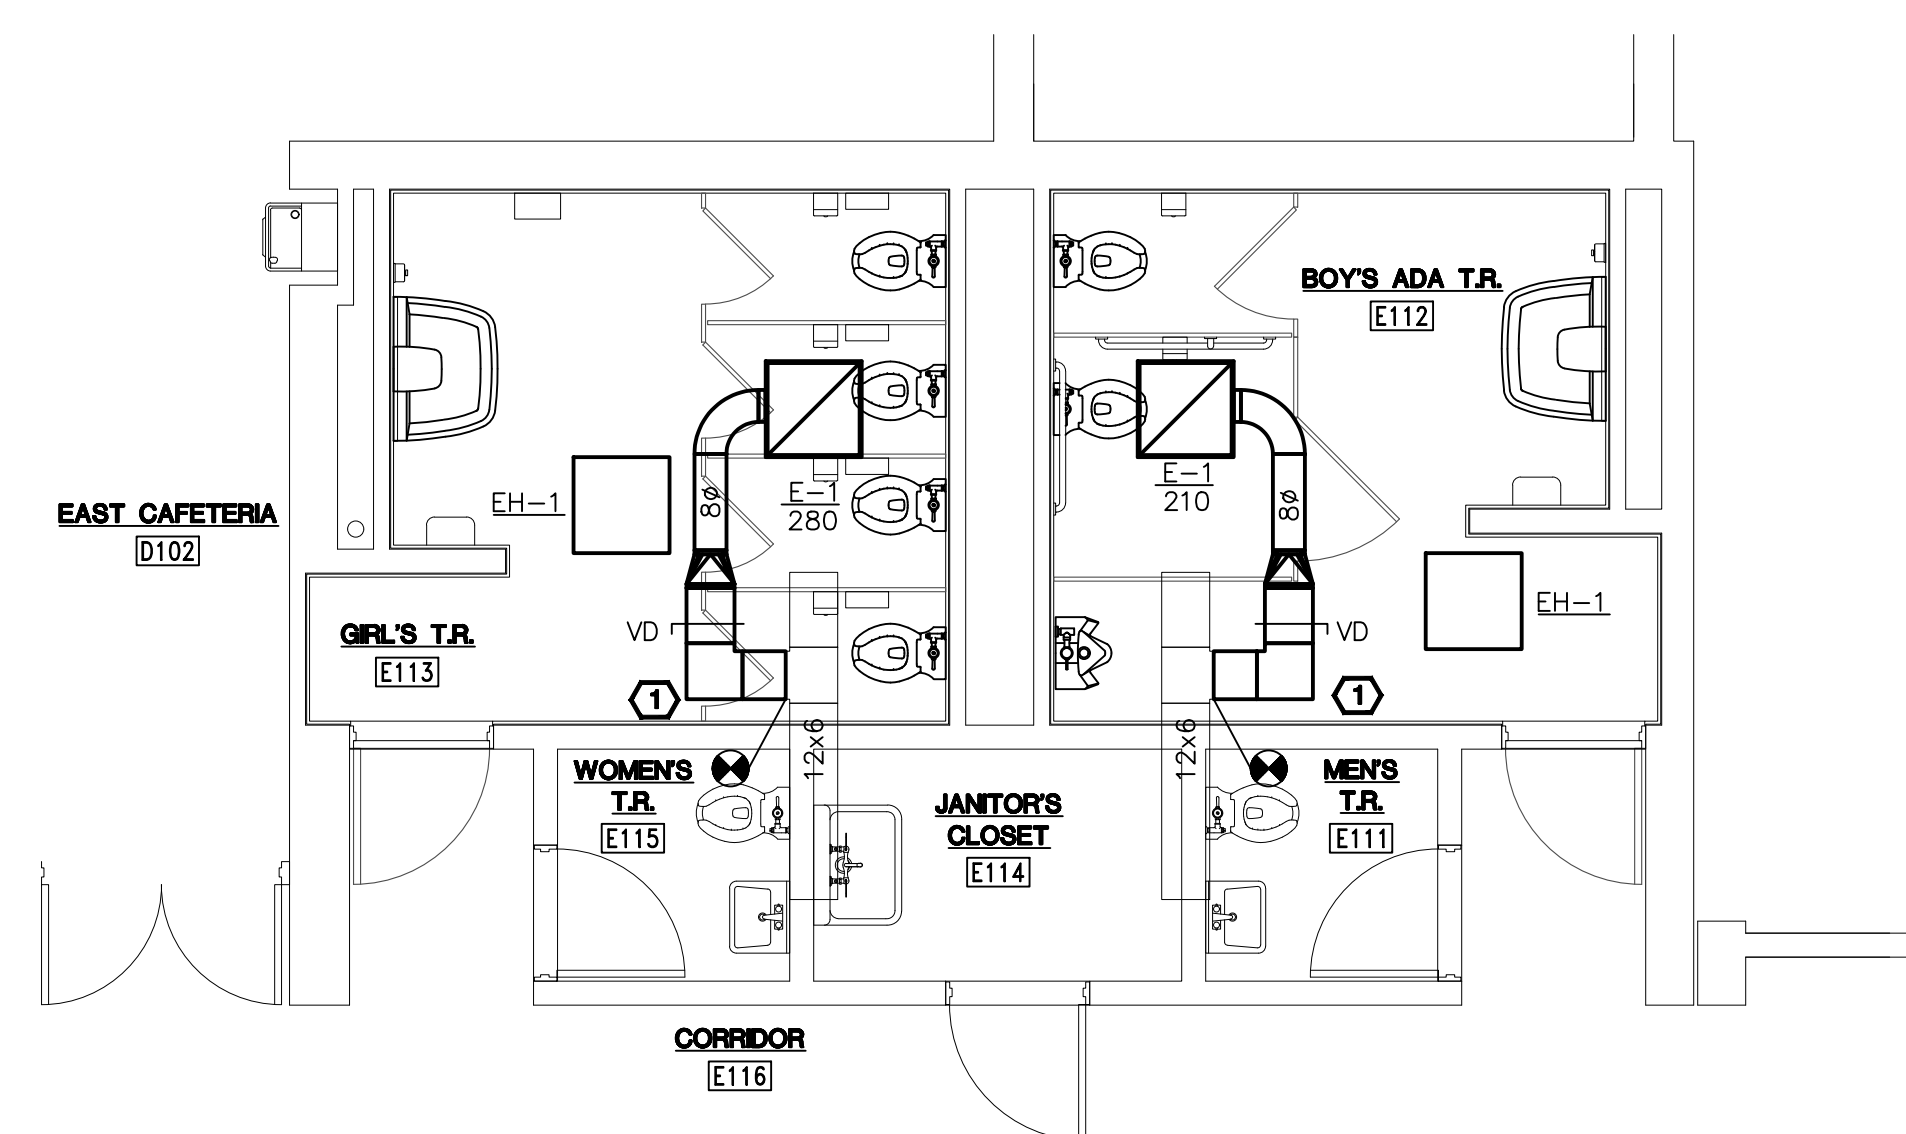 BOY'S ADA T.R.
E112
EAST CAFETERIA
D102
EH-1
8ø
E-1
280
E-1
210
8ø
EH-1
GIRL'S T.R.
E113
VD
VD
1
1
12x6
12x6
WOMEN'S
T.R.
E115
JANITOR'S
CLOSET
E114
MEN'S
T.R.
E111
CORRIDOR
E116